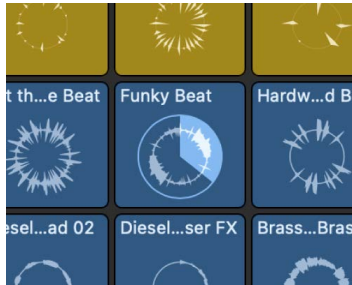 t th...e Beat
Funky Beat
Hardw...d B
esel...ad 02
Diesel...ser FX
Brass...Bras